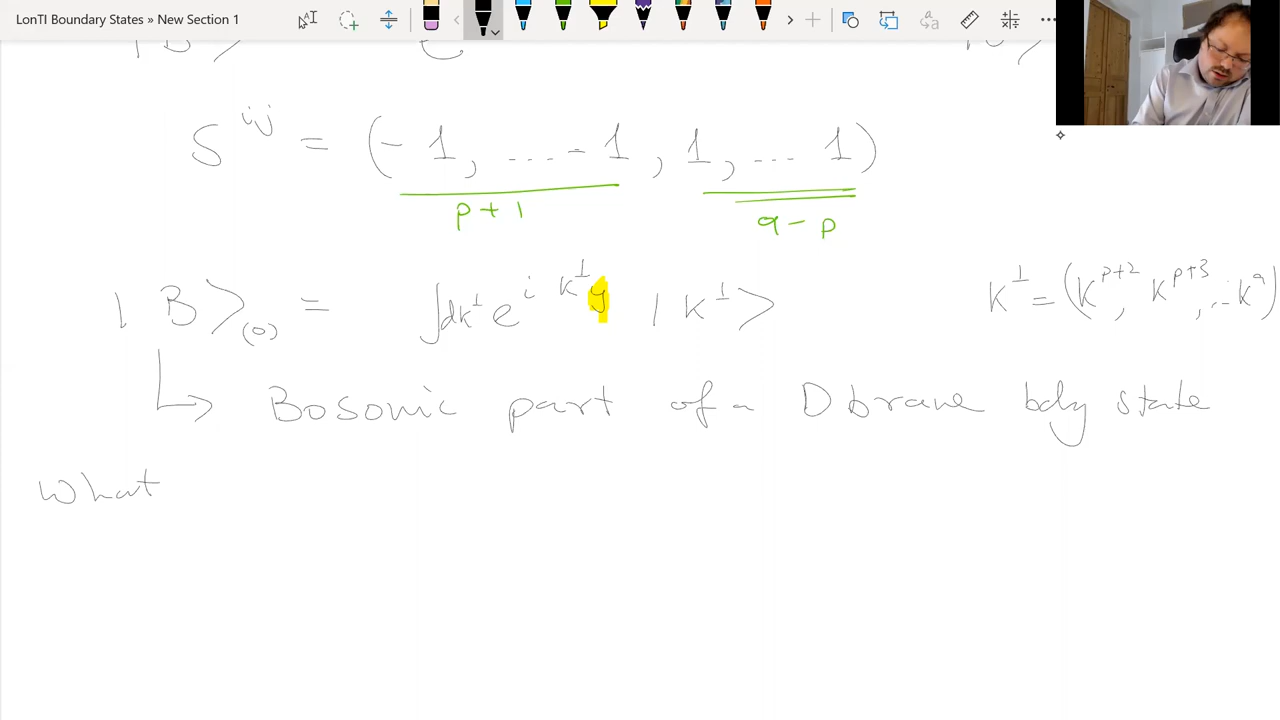 LonTI Boundary States » New Section 1
S^{ij} = (-1, ... -1, 1, ... 1)
p+1 9-p
|B>_{(0)} = ∫dk^⊥ e^{i k^⊥ y} |k^⊥> k^⊥ = (k^{p+2}, k^{p+3}, ... k^9)
↳ Bosonic part of a D brane bdy state
What